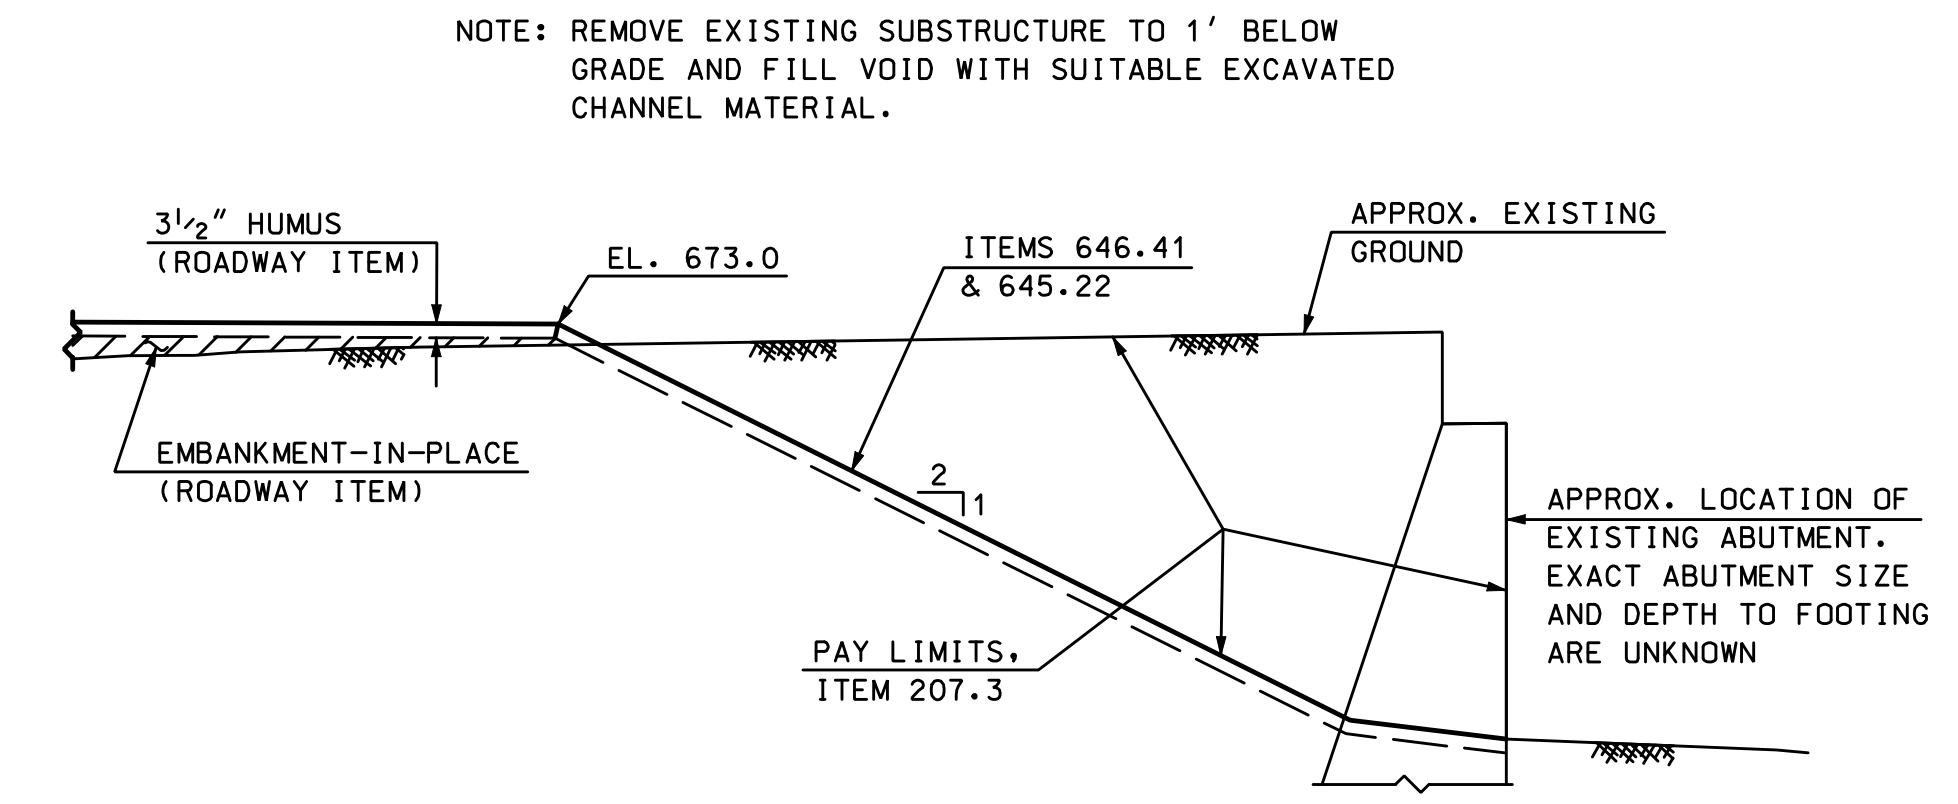 NOTE: REMOVE EXISTING SUBSTRUCTURE TO 1' BELOW
GRADE AND FILL VOID WITH SUITABLE EXCAVATED
CHANNEL MATERIAL.
3 1/2" HUMUS
(ROADWAY ITEM)
EL. 673.0
ITEMS 646.41
& 645.22
APPROX. EXISTING
GROUND
EMBANKMENT-IN-PLACE
(ROADWAY ITEM)
2
1
APPROX. LOCATION OF
EXISTING ABUTMENT.
EXACT ABUTMENT SIZE
AND DEPTH TO FOOTING
ARE UNKNOWN
PAY LIMITS,
ITEM 207.3